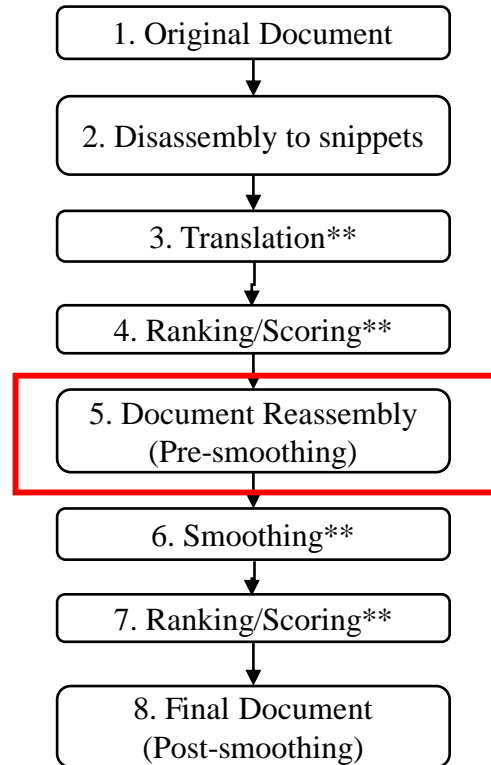 1. Original Document
2. Disassembly to snippets
3. Translation**
4. Ranking/Scoring**
5. Document Reassembly
(Pre-smoothing)
6. Smoothing**
7. Ranking/Scoring**
8. Final Document
(Post-smoothing)